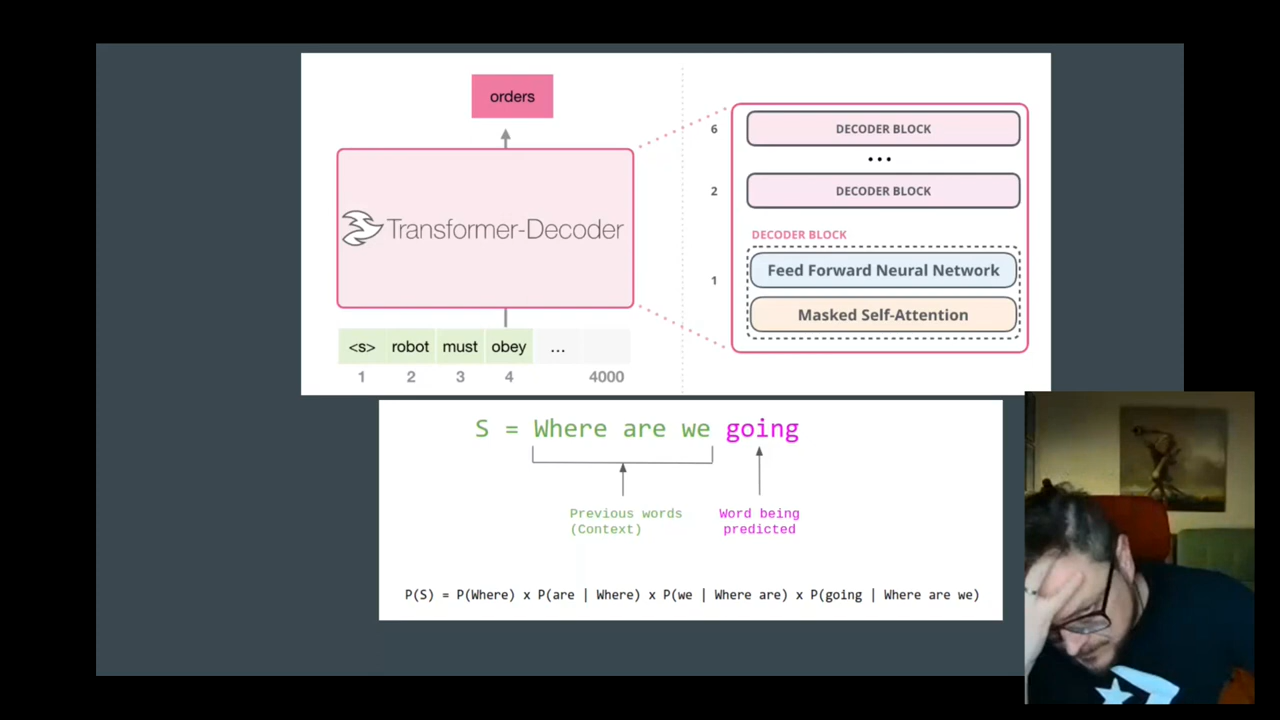 orders
Transformer-Decoder
<s> robot must obey ...
1 2 3 4 4000
6 DECODER BLOCK
...
2 DECODER BLOCK
DECODER BLOCK
1
Feed Forward Neural Network
Masked Self-Attention
S = Where are we going
Previous words
(Context)
Word being
predicted
P(S) = P(Where) x P(are | Where) x P(we | Where are) x P(going | Where are we)